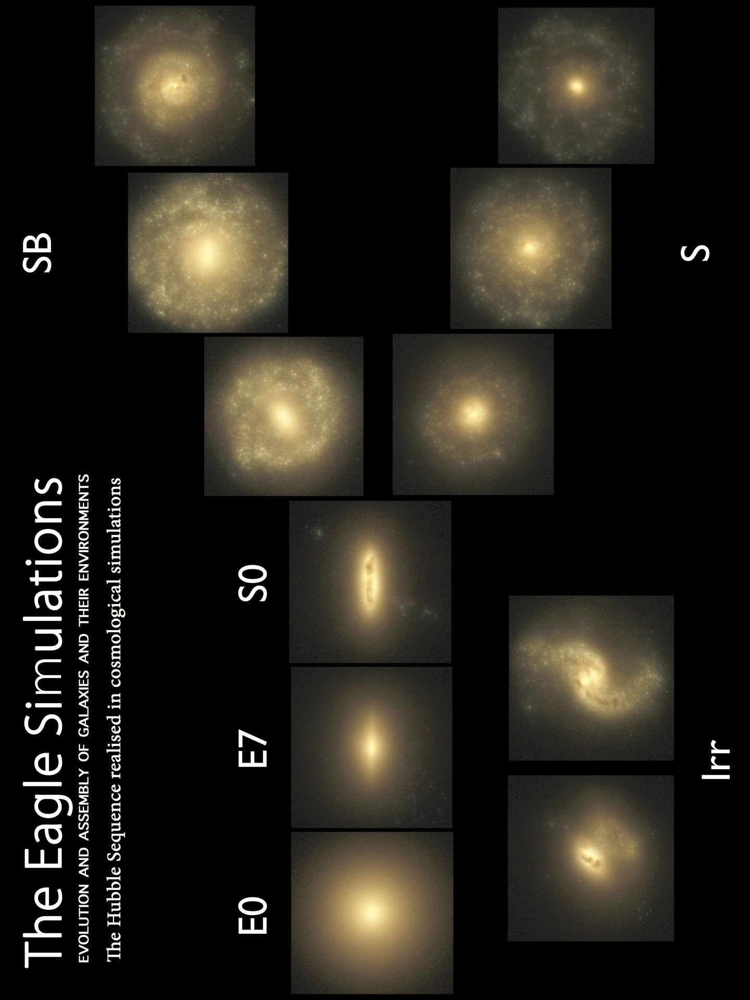 The Eagle Simulations
EVOLUTION AND ASSEMBLY OF GALAXIES AND THEIR ENVIRONMENTS
The Hubble Sequence realised in cosmological simulations
SB
E0
E7
S0
Irr
S